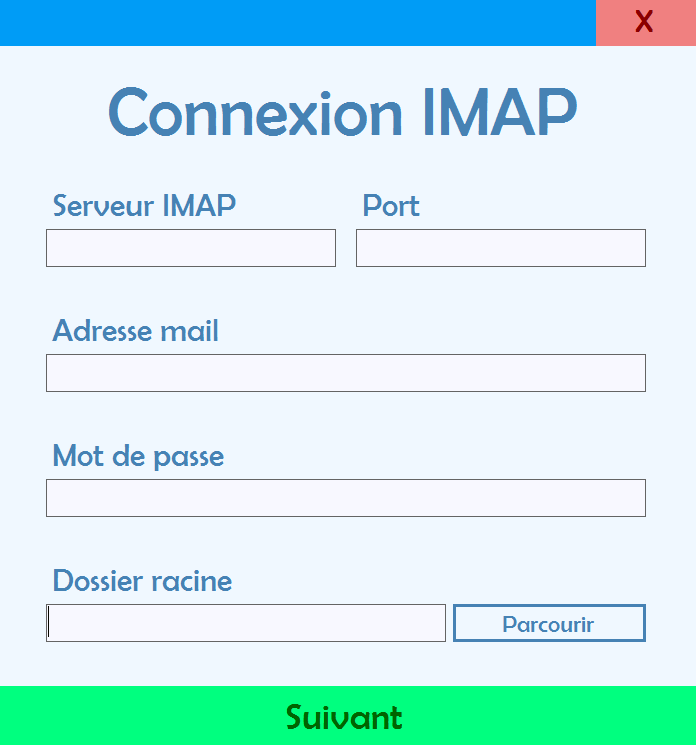 X
Connexion IMAP
Serveur IMAP Port
Adresse mail
Mot de passe
Dossier racine
Parcourir
Suivant